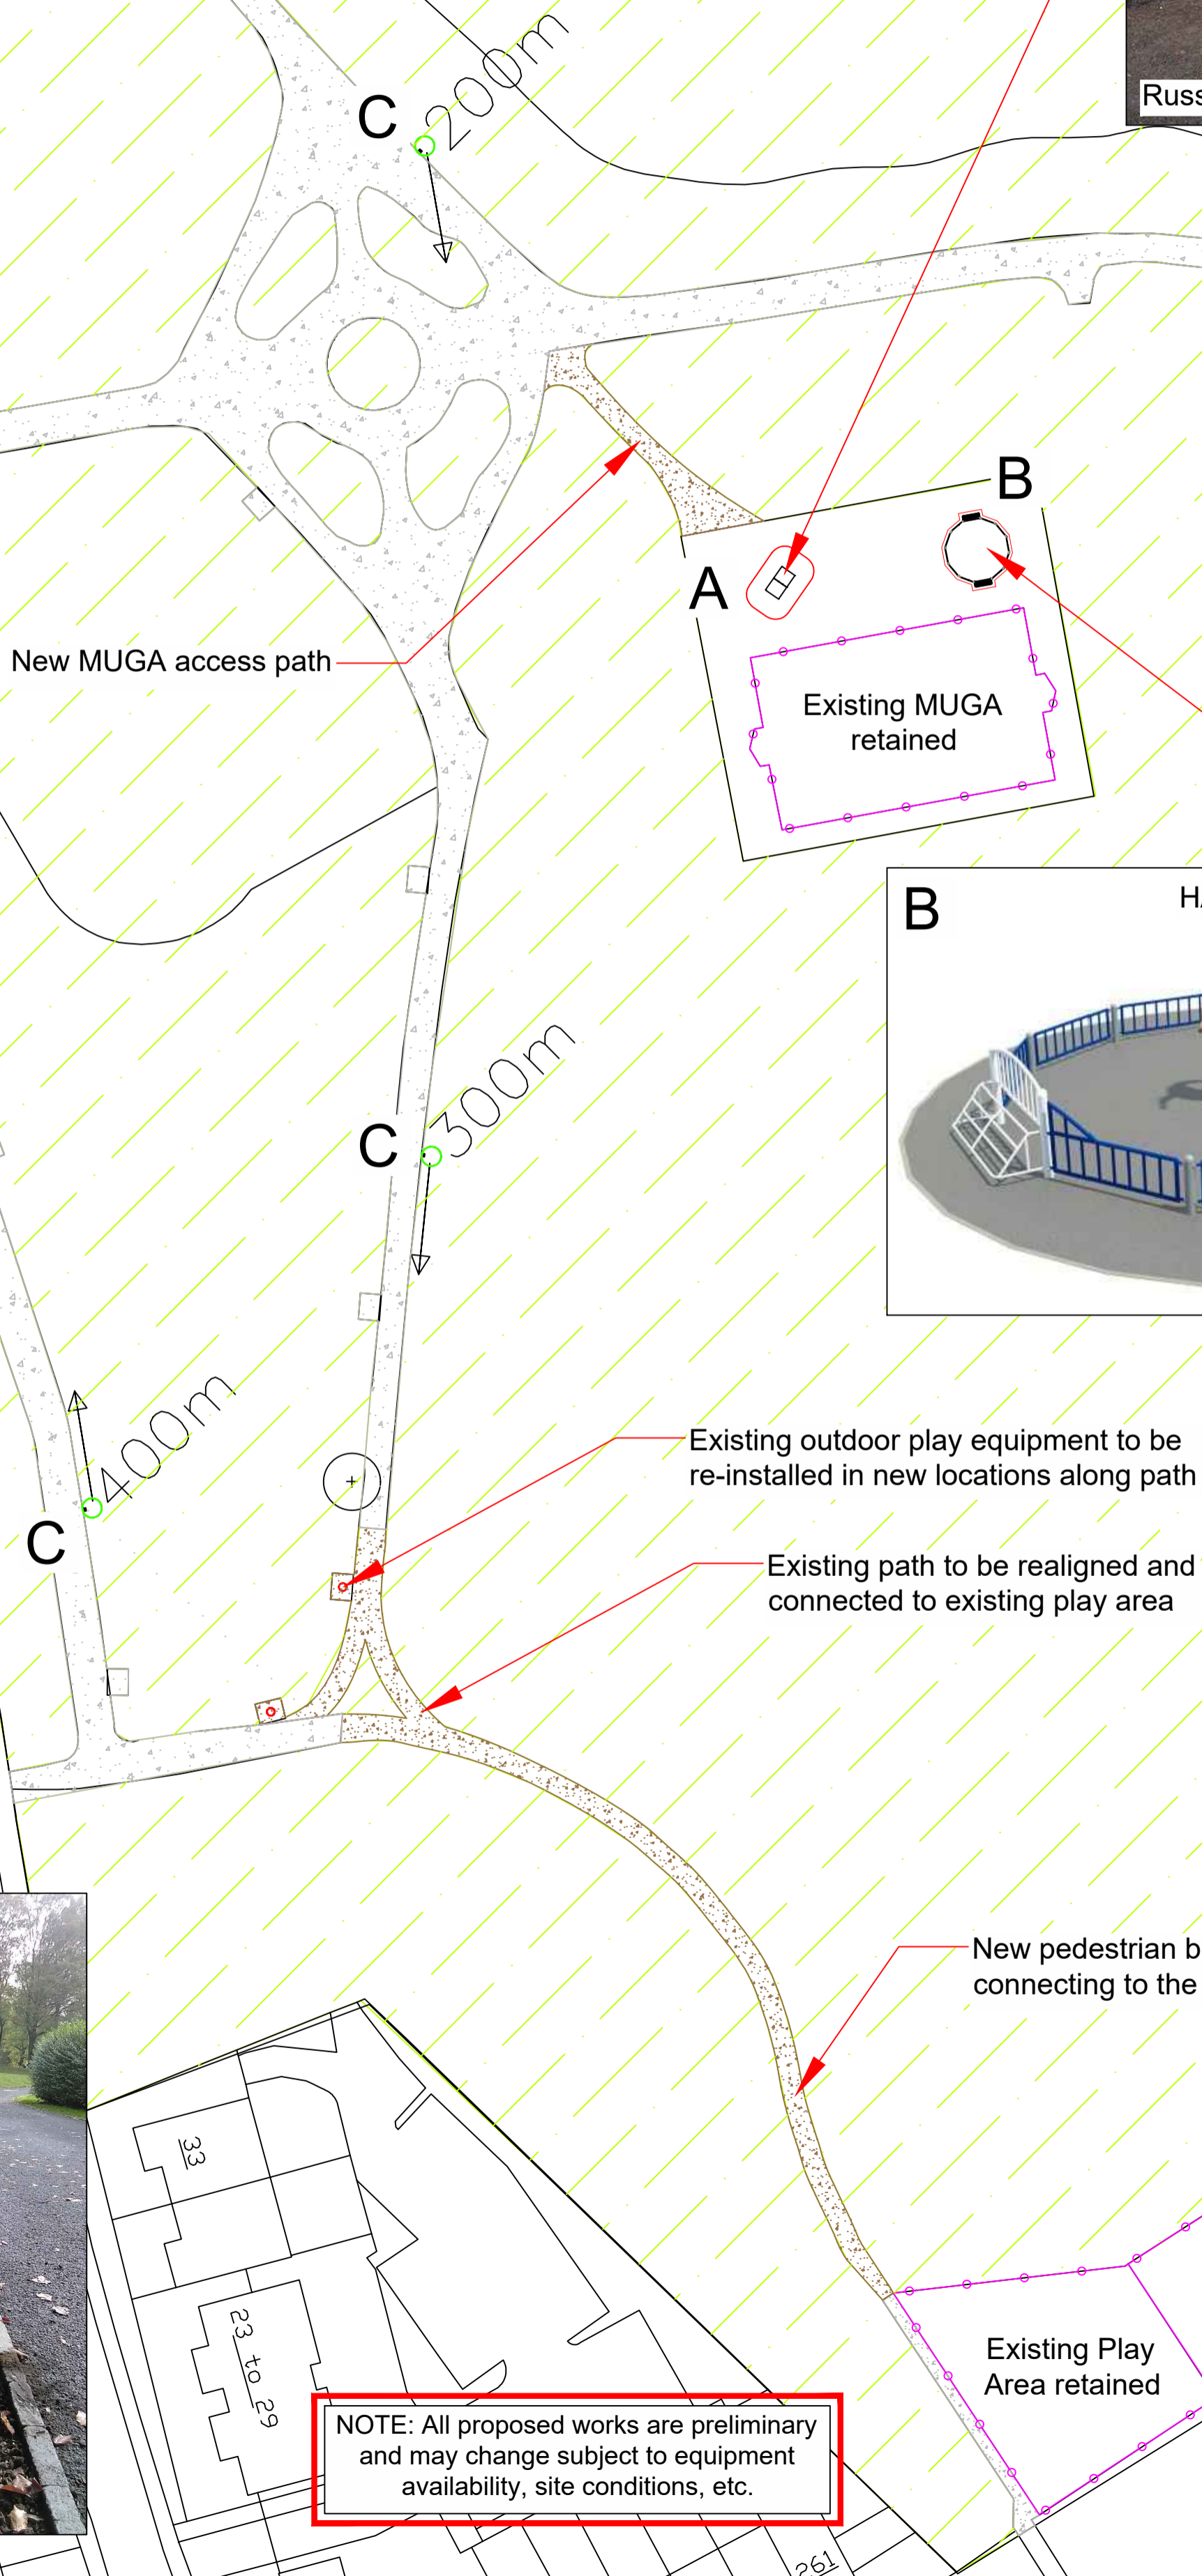 Russ
C
200m
B
A
New MUGA access path
Existing MUGA
retained
B
H
300m
C
400m
C
Existing outdoor play equipment to be
re-installed in new locations along path
Existing path to be realigned and
connected to existing play area
New pedestrian b
connecting to the
33
23 to 29
Existing Play
Area retained
NOTE: All proposed works are preliminary
and may change subject to equipment
availability, site conditions, etc.
261